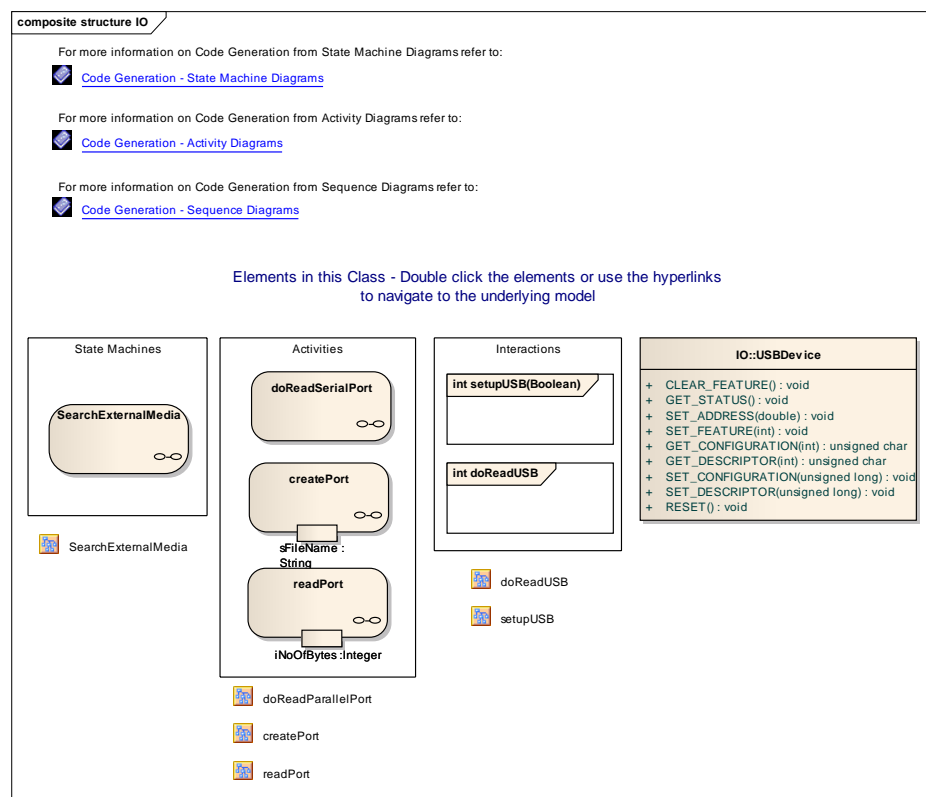 composite structure IO
For more information on Code Generation from State Machine Diagrams refer to:
Code Generation - State Machine Diagrams
For more information on Code Generation from Activity Diagrams refer to:
Code Generation - Activity Diagrams
For more information on Code Generation from Sequence Diagrams refer to:
Code Generation - Sequence Diagrams
Elements in this Class - Double click the elements or use the hyperlinks
to navigate to the underlying model
State Machines
SearchExternalMedia
SearchExternalMedia
Activities
doReadSerialPort
createPort
sFileName :
String
readPort
iNoOfBytes :Integer
doReadParallelPort
createPort
readPort
Interactions
int setupUSB(Boolean)
int doReadUSB
doReadUSB
setupUSB
IO::USBDevice
+ CLEAR_FEATURE() : void
+ GET_STATUS() : void
+ SET_ADDRESS(double) : void
+ SET_FEATURE(int) : void
+ GET_CONFIGURATION(int) : unsigned char
+ GET_DESCRIPTOR(int) : unsigned char
+ SET_CONFIGURATION(unsigned long) : void
+ SET_DESCRIPTOR(unsigned long) : void
+ RESET() : void